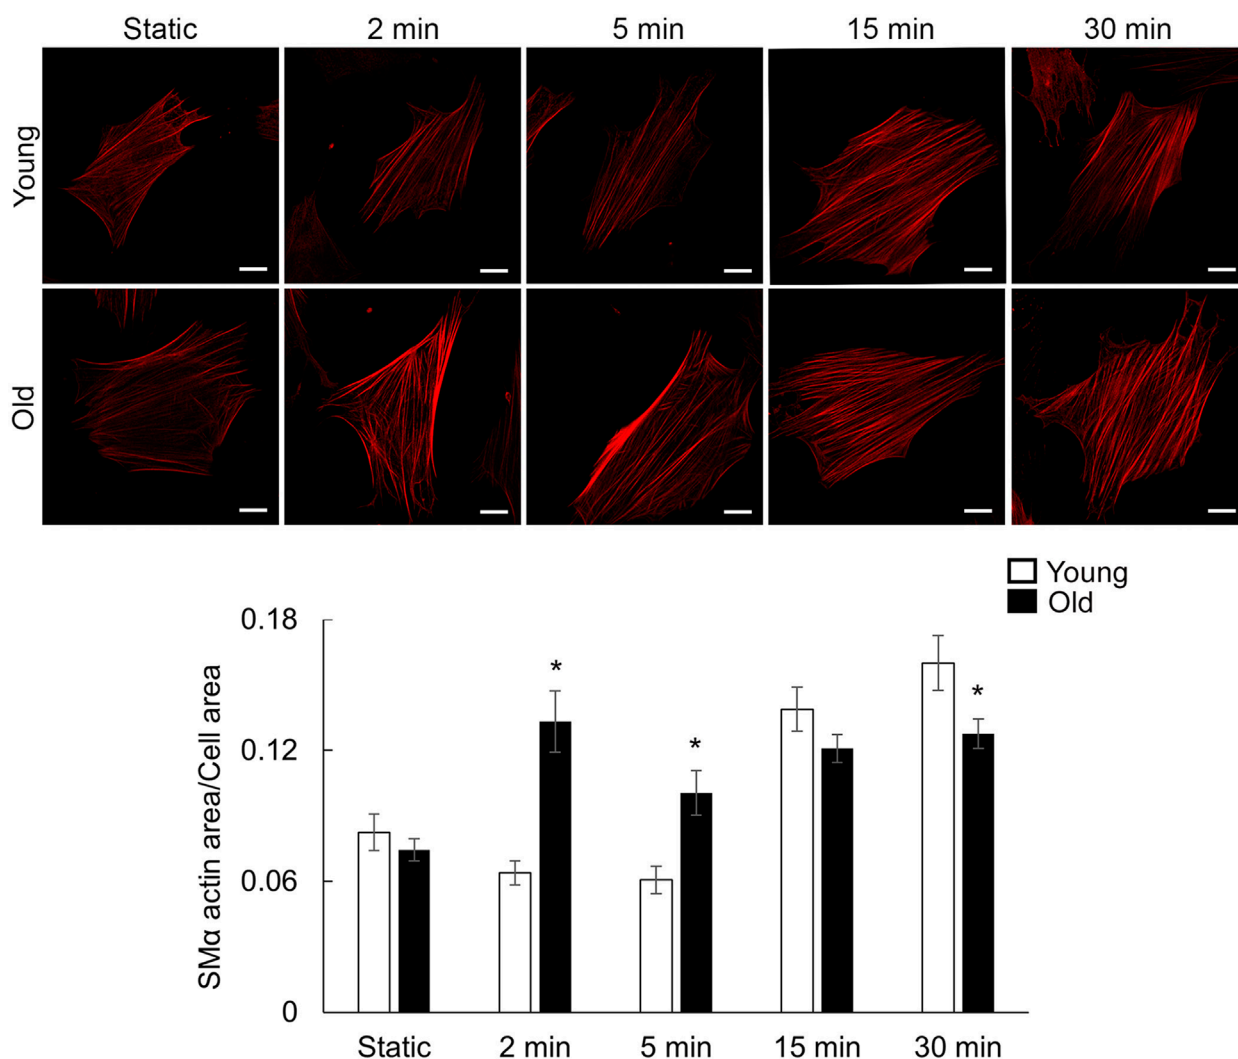 Static 2 min 5 min 15 min 30 min
Young
Old
Young
Old
SMα actin area/Cell area
0.18
0.12
0.06
0
*
*
*
Static 2 min 5 min 15 min 30 min